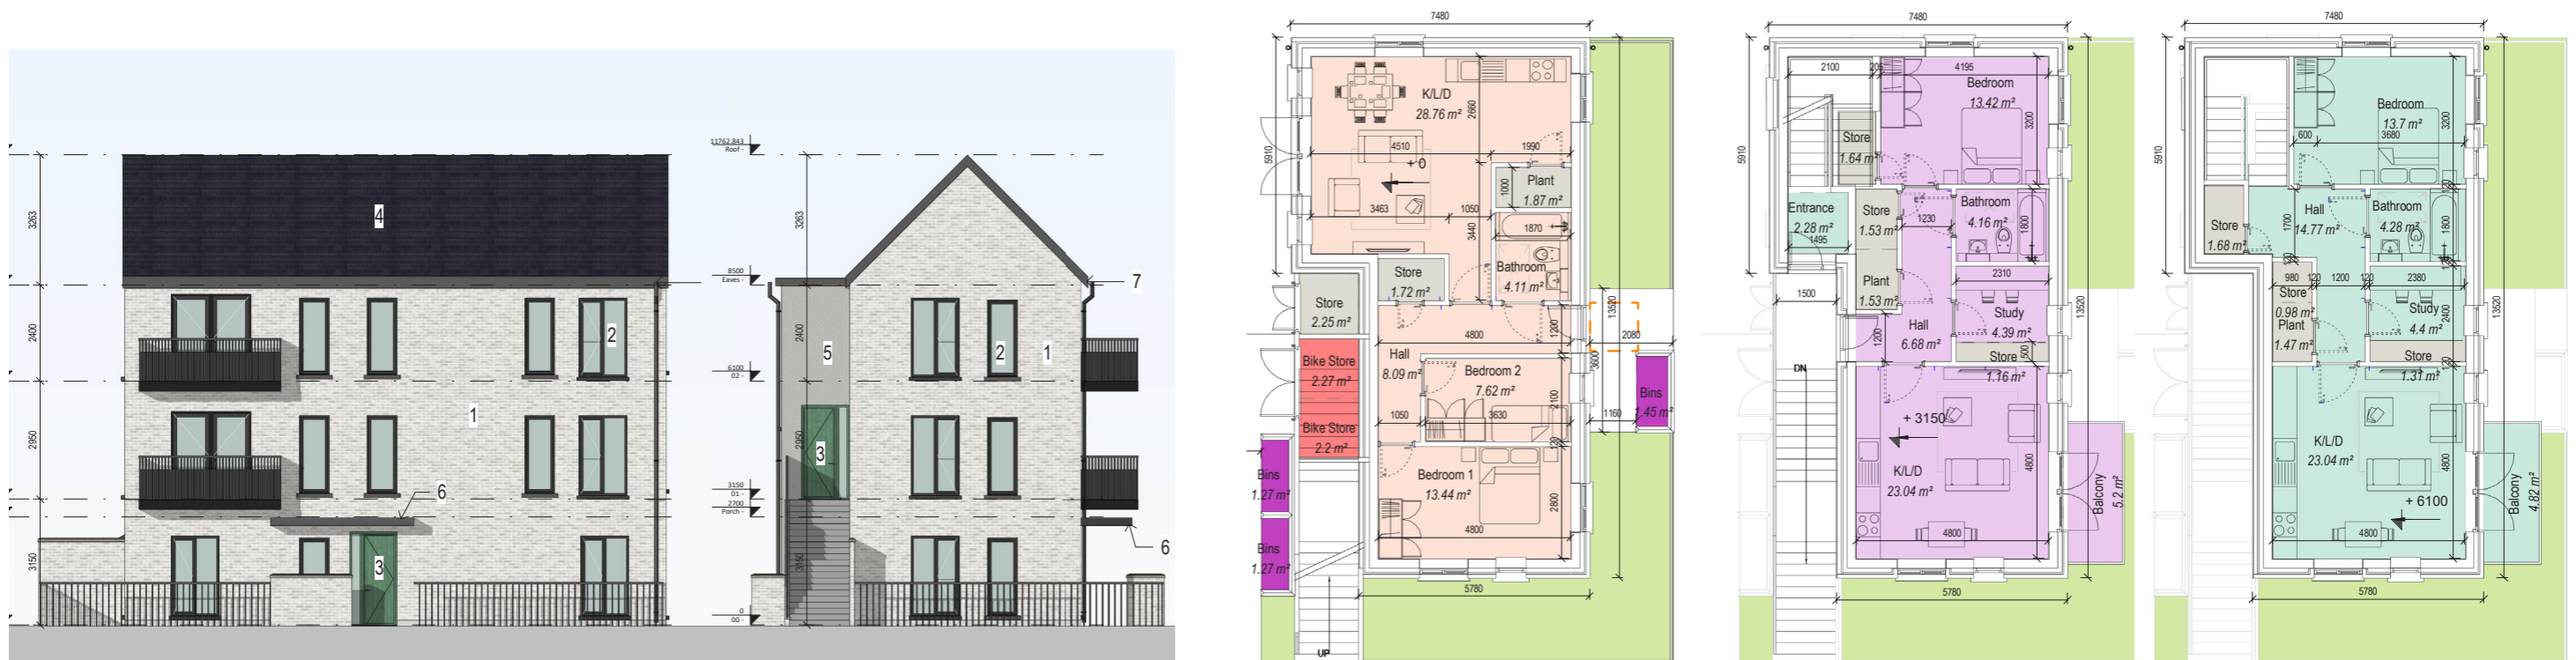 3263
2400
2950
3150
4
2
1
6
3
11762.843
Roof -
8500
Eaves -
6100
02 -
3150
01 -
2700
Porch -
0
00 -
3263
2400
2950
3150
5
3
2
1
7
6
7480
5910
K/L/D
28.76 m²
2660
4510
1990
+ 0
1000
Plant
1.87 m²
3463
1050
3440
1870
Bathroom
4.11 m²
Store
1.72 m²
Store
2.25 m²
13520
2080
4800
1200
3600
Hall
8.09 m²
Bike Store
2.27 m²
Bike Store
2.2 m²
Bedroom 2
7.62 m²
2100
1050
3630
1160
Bins
1.45 m²
120
Bedroom 1
13.44 m²
2800
4800
Bins
1.27 m²
Bins
1.27 m²
5780
UP
7480
5910
2100
205
4195
Bedroom
13.42 m²
3200
Store
1.64 m²
Entrance
2.28 m²
1495
Store
1.53 m²
1230
Bathroom
4.16 m²
1800
Plant
1.53 m²
2310
1500
13520
Study
4.39 m²
Hall
6.68 m²
1200
Store
500
1.16 m²
DN
+ 3150
K/L/D
23.04 m²
4800
Balcony
5.2 m²
4800
5780
7480
5910
Bedroom
13.7 m²
600
3680
3200
120
Hall
14.77 m²
1700
Bathroom
4.28 m²
1800
Store
1.68 m²
120
980
120
1200
120
2380
Store
0.98 m²
Plant
1.47 m²
Study
4.4 m²
2400
13520
Store
120
1.31 m²
K/L/D
23.04 m²
4800
+ 6100
Balcony
4.82 m²
4800
5780